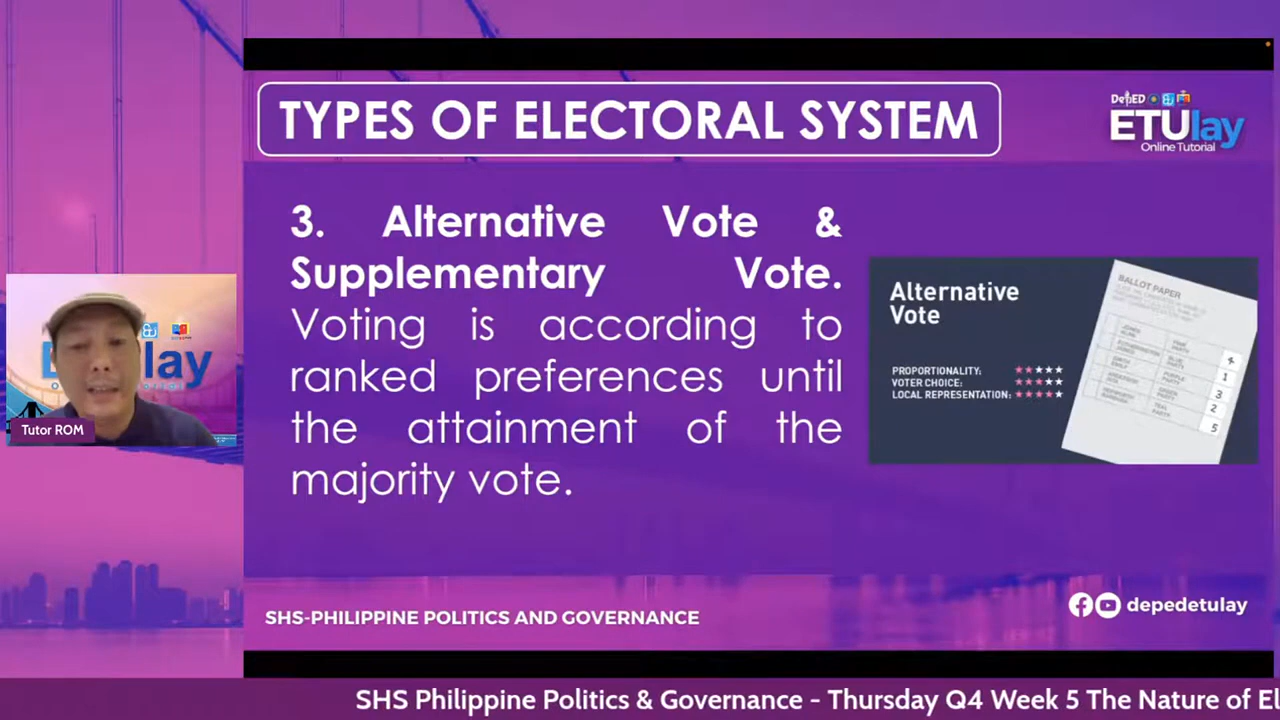 TYPES OF ELECTORAL SYSTEM
DepED
ETUlay
Online Tutorial
3. Alternative Vote &
Supplementary Vote.
Voting is according to
ranked preferences until
the attainment of the
majority vote.
Alternative
Vote
PROPORTIONALITY: ★★★★★
VOTER CHOICE: ★★★★★
LOCAL REPRESENTATION: ★★★★★
BALLOT PAPER
4
1
3
2
5
Tutor ROM
SHS-PHILIPPINE POLITICS AND GOVERNANCE
depedetulay
SHS Philippine Politics & Governance - Thursday Q4 Week 5 The Nature of El